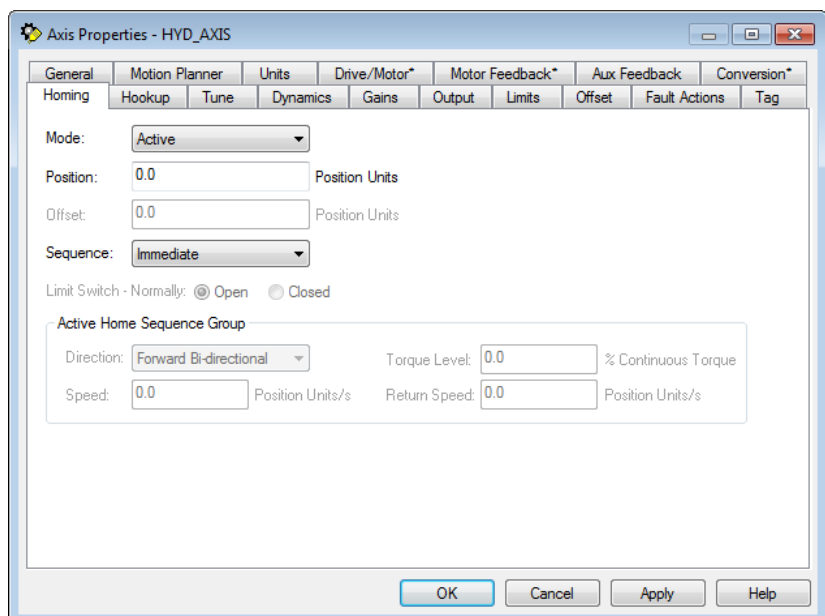 Axis Properties - HYD_AXIS
General Motion Planner Units Drive/Motor* Motor Feedback* Aux Feedback Conversion*
Homing Hookup Tune Dynamics Gains Output Limits Offset Fault Actions Tag
Mode: Active
Position: 0.0 Position Units
Offset: 0.0 Position Units
Sequence: Immediate
Limit Switch - Normally: Open Closed
Active Home Sequence Group
Direction: Forward Bi-directional Torque Level: 0.0 % Continuous Torque
Speed: 0.0 Position Units/s Return Speed: 0.0 Position Units/s
OK Cancel Apply Help